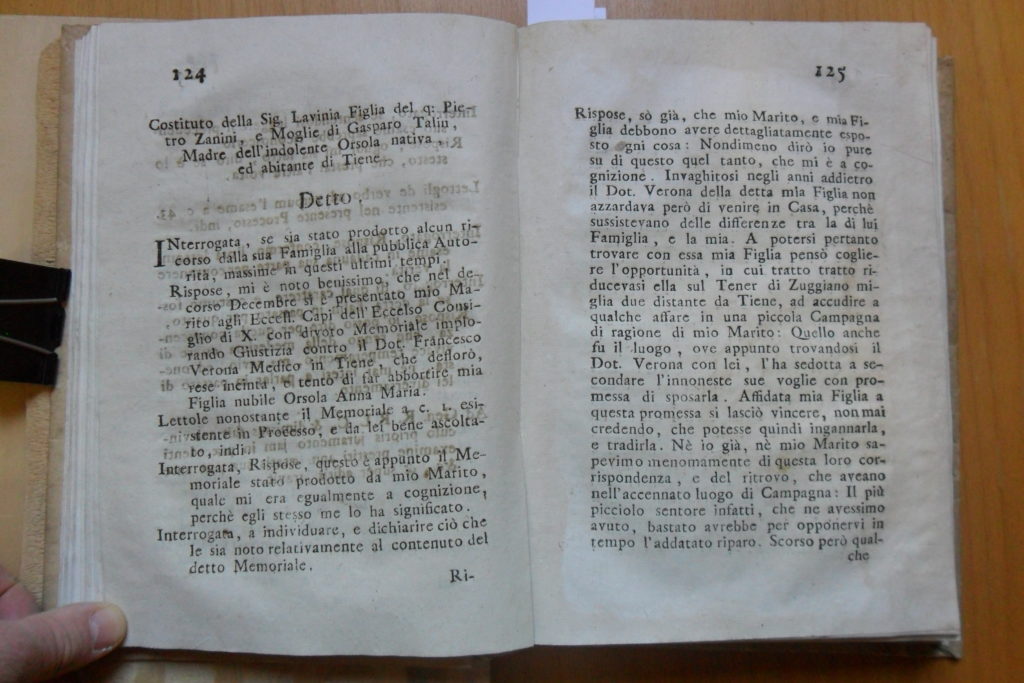 124
Costituto della Sig. Lavinia Figlia del q: Pie-
tro Zanini, e Moglie di Gasparo Talin,
Madre dell'indolente Orsola nativa,
ed abitante di Tiene.
Detto.
INterrogata, se sia stato prodotto alcun ri-
corso dalla sua Famiglia alla pubblica Auto-
rità, massime in questi ultimi tempi.
Rispose, mi è noto benissimo, che nel de-
corso Decembre si è presentato mio Ma-
rito agli Eccell. Capi dell'Eccelso Consi-
glio di X. con divoto Memoriale implo-
rando Giustizia contro il Dot. Francesco
Verona Medico in Tiene, che deflorò,
rese incinta, e tentò di far abbortire mia
Figlia nubile Orsola Anna Maria.
Lettole nonostante il Memoriale a c. 1. esi-
stente in Processo, e da lei bene ascolta-
to, indi
Interrogata, Rispose, questo è appunto il Me-
moriale stato prodotto da mio Marito,
quale mi era egualmente a cognizione,
perchè egli stesso me lo ha significato.
Interrogata, a individuare, e dichiarire ciò che
le sia noto relativamente al contenuto del
detto Memoriale.
Ri-
125
Rispose, sò già, che mio Marito, e mia Fi-
glia debbono avere dettagliatamente espo-
sto ogni cosa: Nondimeno dirò io pure
su di questo quel tanto, che mi è a co-
gnizione. Invaghitosi negli anni addietro
il Dot. Verona della detta mia Figlia non
azzardava però di venire in Casa, perchè
sussistevano delle differenze tra la di lui
Famiglia, e la mia. A potersi pertanto
trovare con essa mia Figlia pensò coglie-
re l'opportunità, in cui tratto tratto ri-
ducevasi ella sul Tener di Zuggiano mi-
glia due distante da Tiene, ad accudire a
qualche affare in una piccola Campagna
di ragione di mio Marito: Quello anche
fu il luogo, ove appunto trovandosi il
Dot. Verona con lei, l'ha sedotta a se-
condare l'innoneste sue voglie con pro-
messa di sposarla. Affidata mia Figlia a
questa promessa si lasciò vincere, non mai
credendo, che potesse quindi ingannarla,
e tradirla. Nè io già, nè mio Marito sa-
pevimo menomamente di questa loro cor-
rispondenza, e del ritrovo, che aveano
nell'accennato luogo di Campagna: Il più
picciolo sentore infatti, che ne avessimo
avuto, bastato avrebbe per opponervi in
tempo l'addatato riparo. Scorso però qual-
che